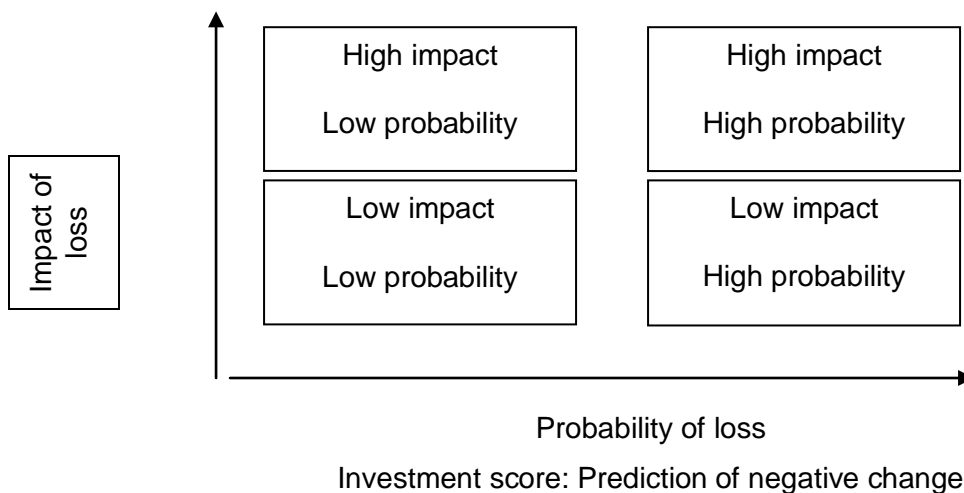 High impact
Low probability
High impact
High probability
Impact of
loss
Low impact
Low probability
Low impact
High probability
Probability of loss
Investment score: Prediction of negative change